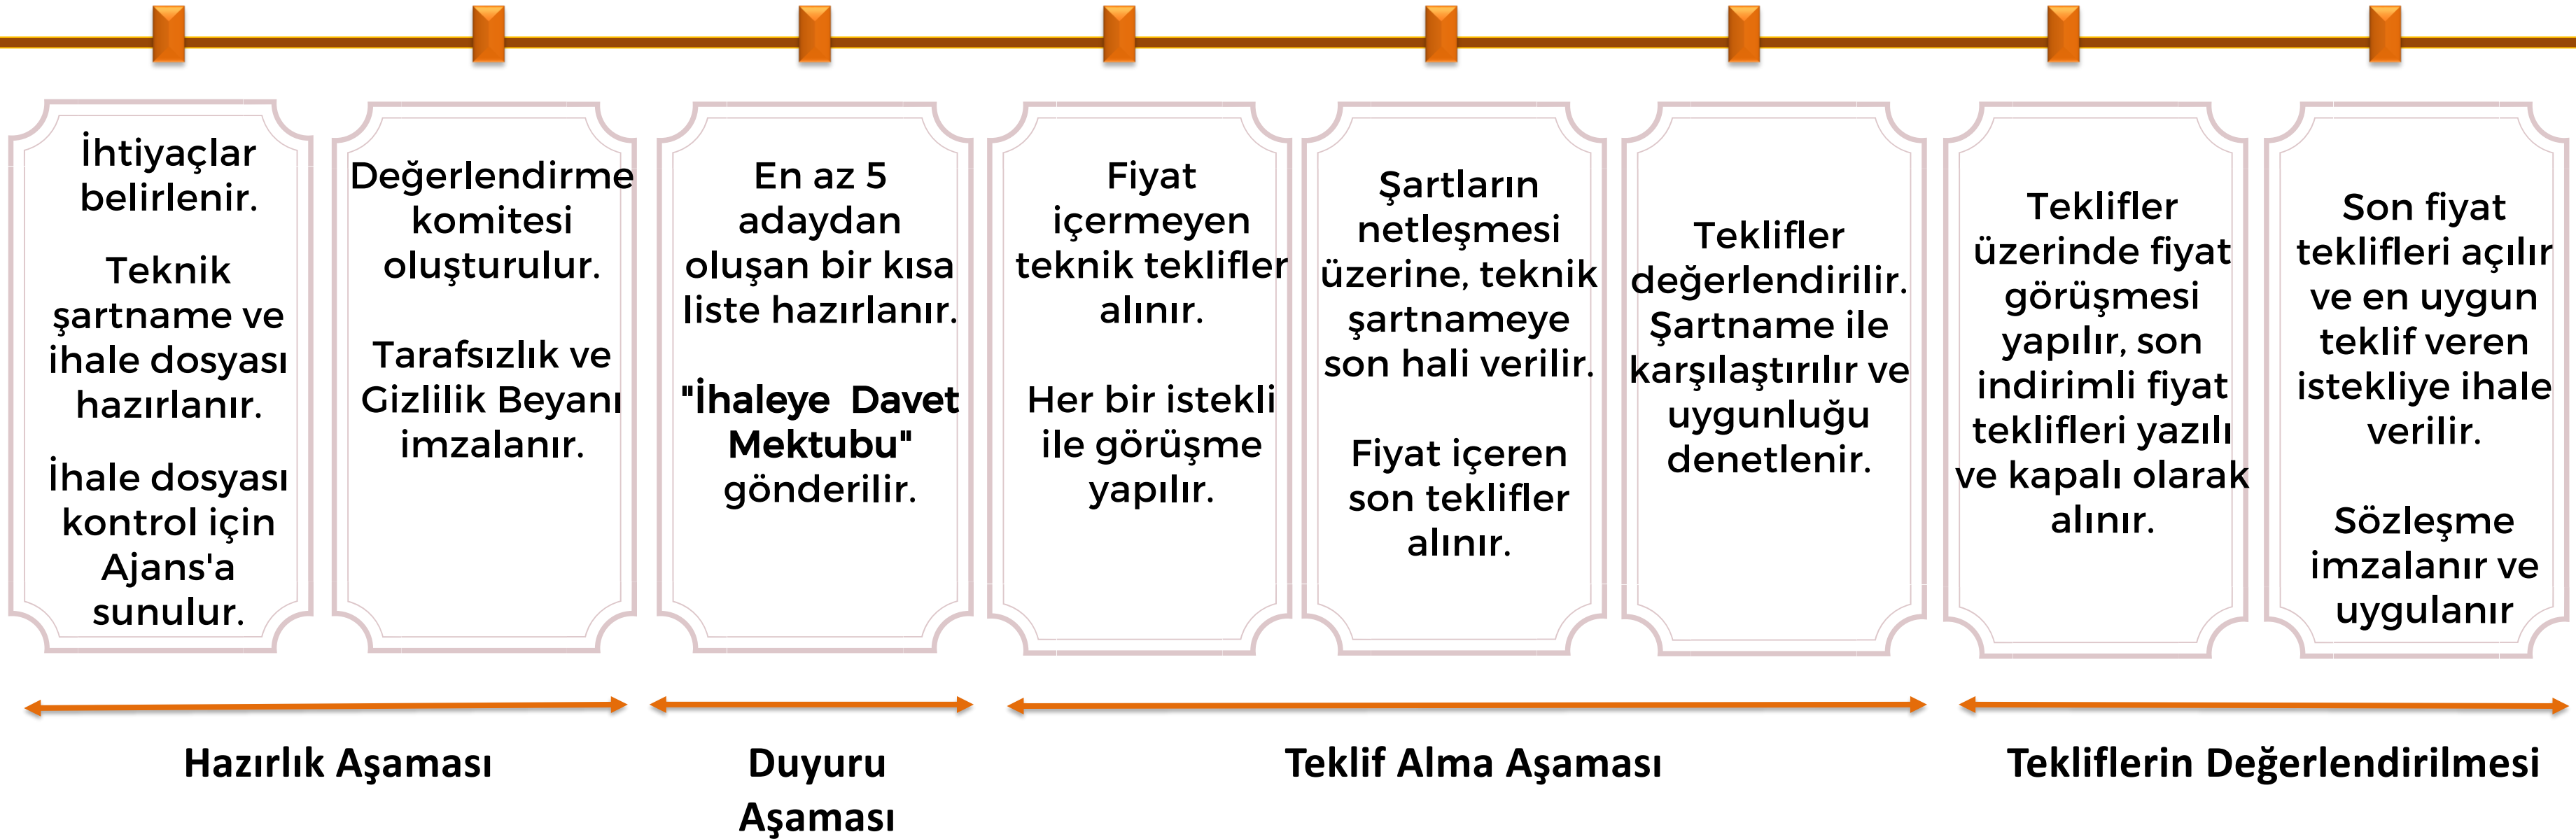 İhtiyaçlar
belirlenir.
Teknik
şartname ve
ihale dosyası
hazırlanır.
İhale dosyası
kontrol için
Ajans'a
sunulur.
Değerlendirme
komitesi
oluşturulur.
Tarafsızlık ve
Gizlilik Beyanı
imzalanır.
En az 5
adaydan
oluşan bir kısa
liste hazırlanır.
"İhaleye Davet
Mektubu"
gönderilir.
Fiyat
içermeyen
teknik teklifler
alınır.
Her bir istekli
ile görüşme
yapılır.
Şartların
netleşmesi
üzerine, teknik
şartnameye
son hali verilir.
Fiyat içeren
son teklifler
alınır.
Teklifler
değerlendirilir.
Şartname ile
karşılaştırılır ve
uygunluğu
denetlenir.
Teklifler
üzerinde fiyat
görüşmesi
yapılır, son
indirimli fiyat
teklifleri yazılı
ve kapalı olarak
alınır.
Son fiyat
teklifleri açılır
ve en uygun
teklif veren
istekliye ihale
verilir.
Sözleşme
imzalanır ve
uygulanır
Hazırlık Aşaması
Duyuru
Aşaması
Teklif Alma Aşaması
Tekliflerin Değerlendirilmesi